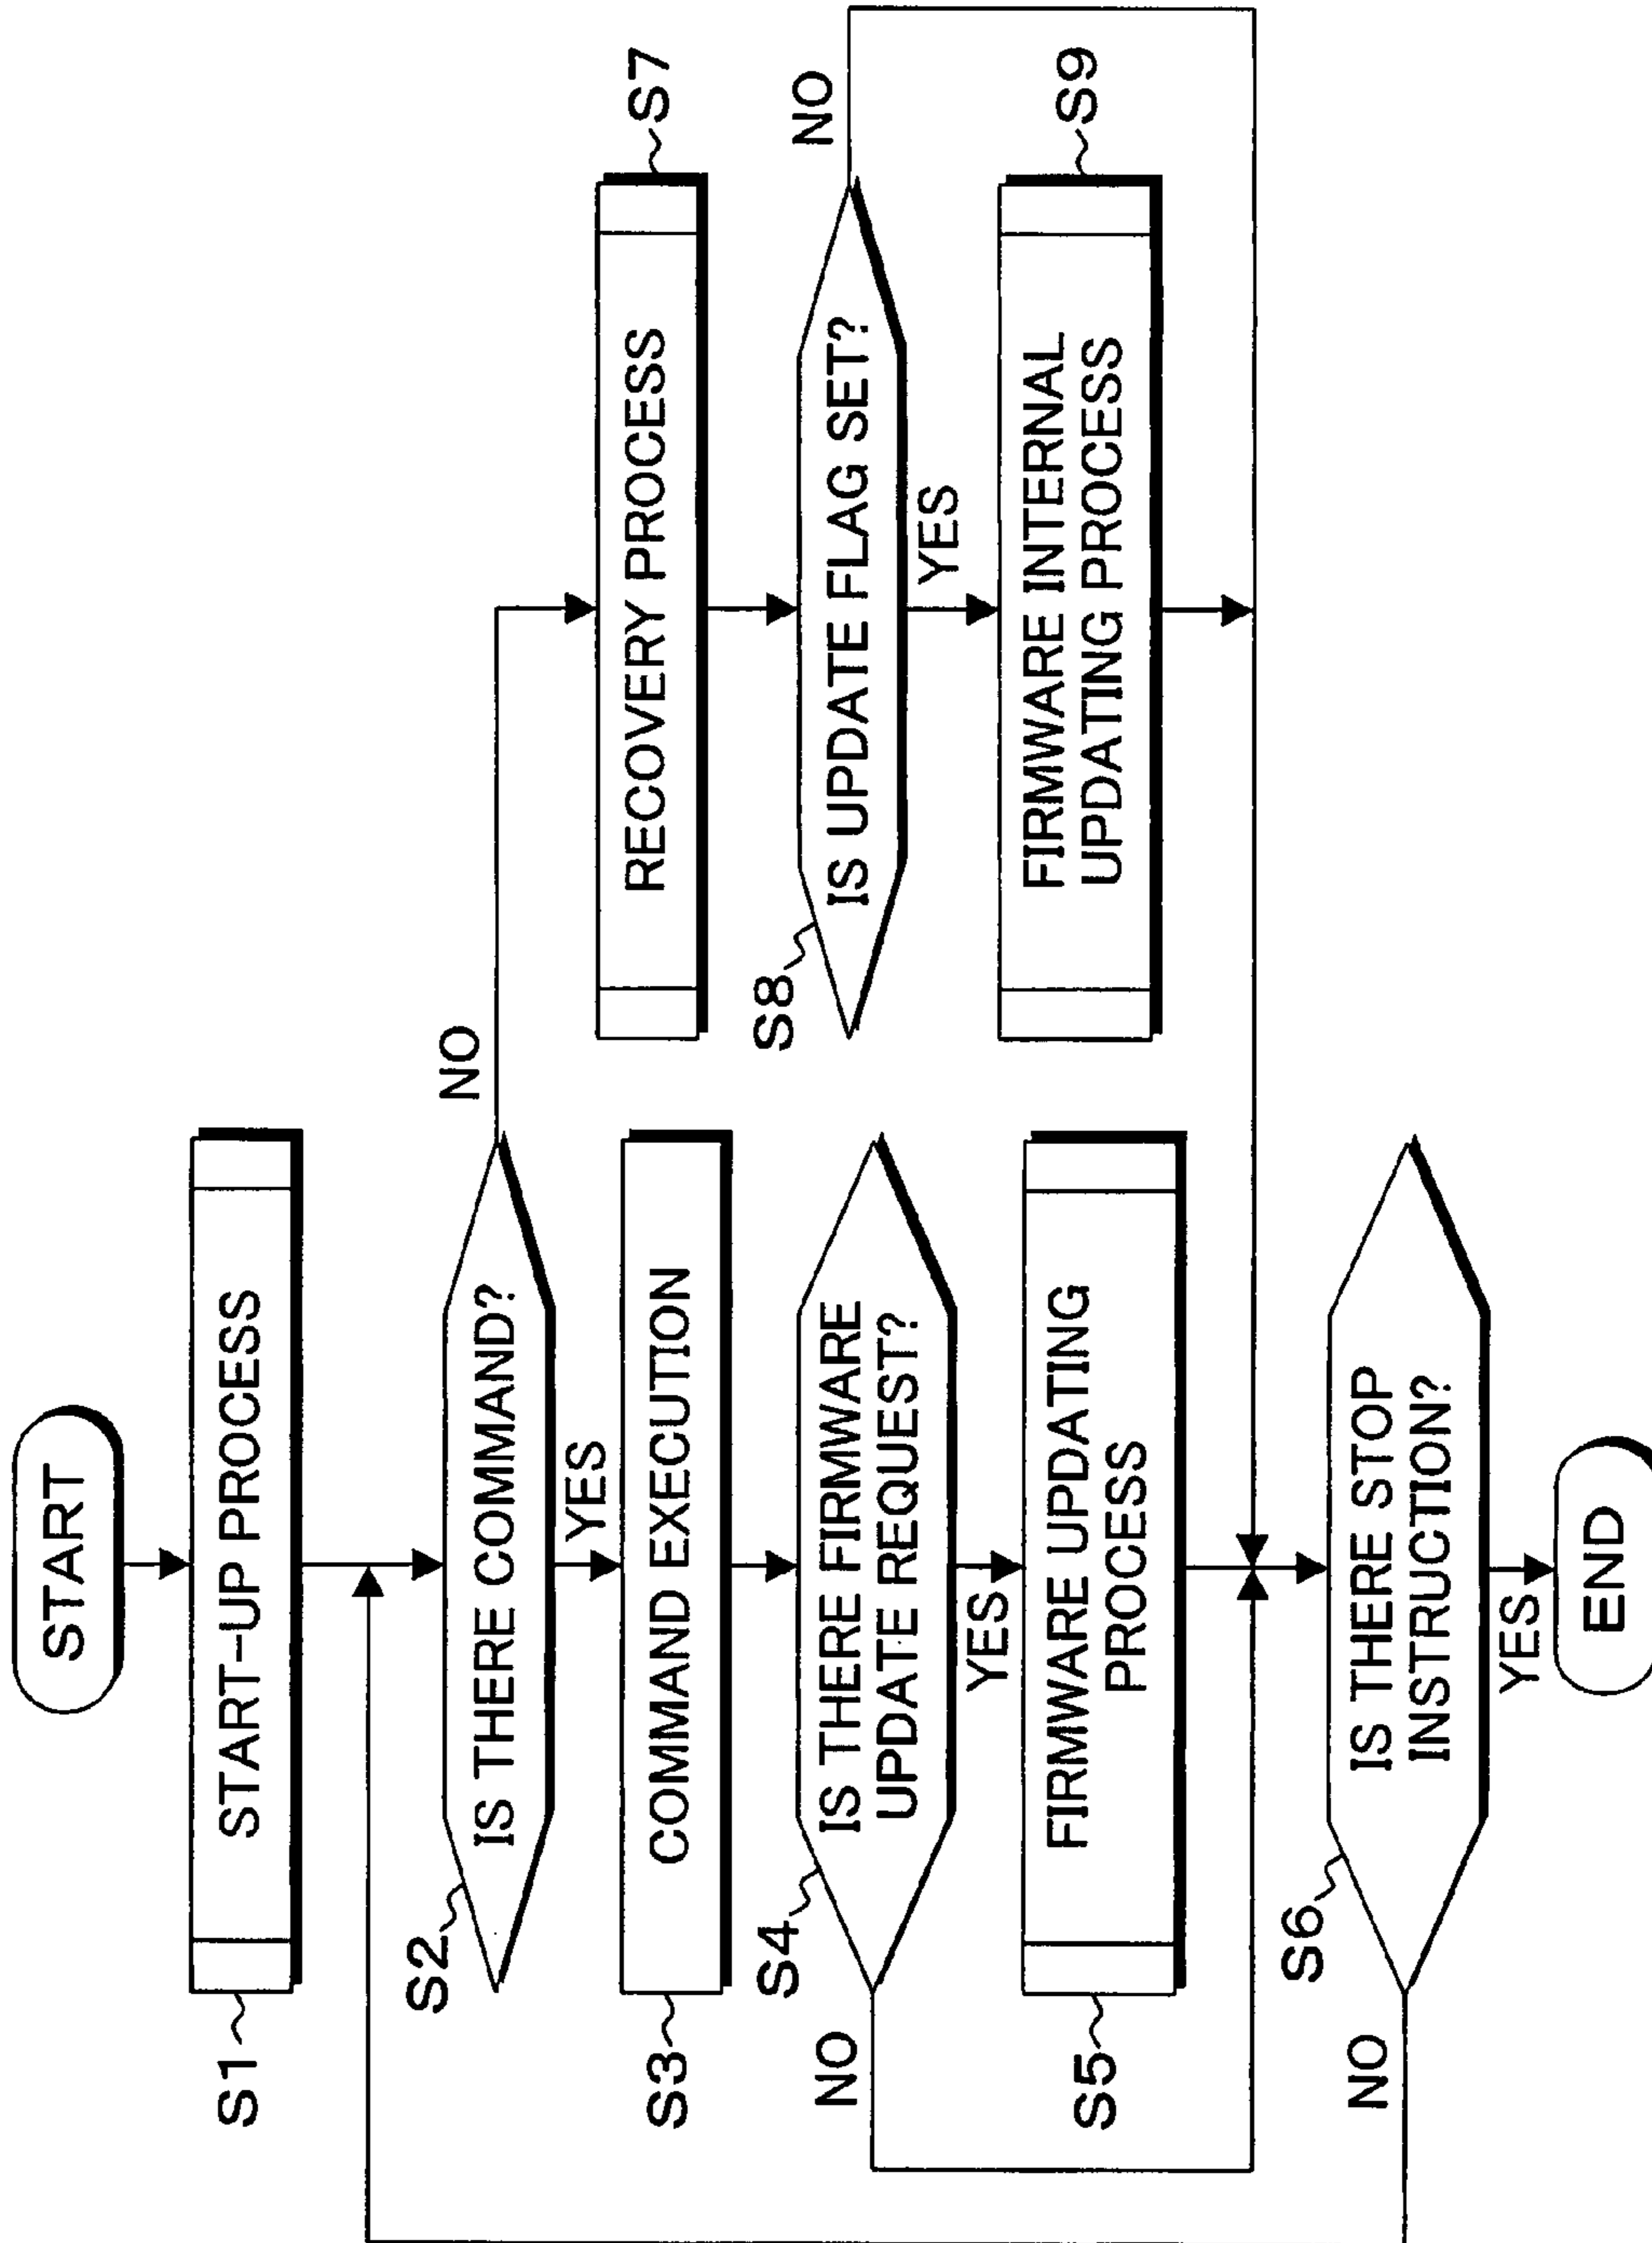 START
S1
START-UP PROCESS
S2
IS THERE COMMAND?
NO
YES
S3
COMMAND EXECUTION
S4
IS THERE FIRMWARE
UPDATE REQUEST?
NO
YES
S5
FIRMWARE UPDATING
PROCESS
S6
IS THERE STOP
INSTRUCTION?
NO
YES
END
S7
RECOVERY PROCESS
S8
IS UPDATE FLAG SET?
NO
YES
S9
FIRMWARE INTERNAL
UPDATING PROCESS